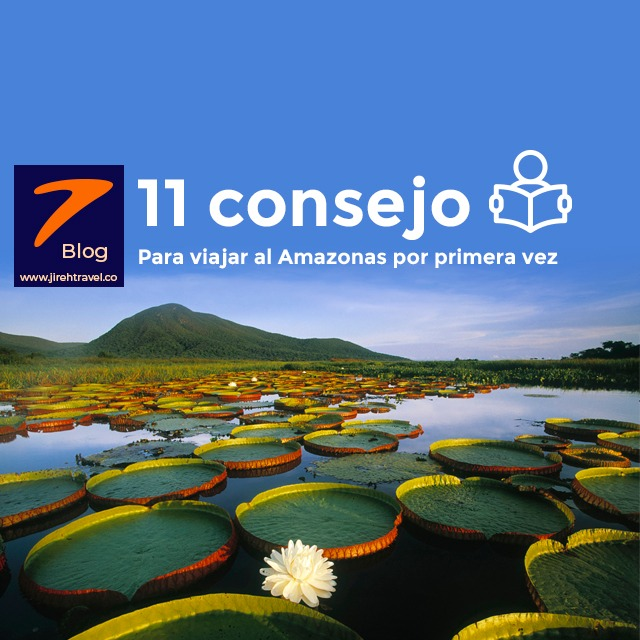 11 consejo
Para viajar al Amazonas por primera vez
Blog
www.jirehtravel.co